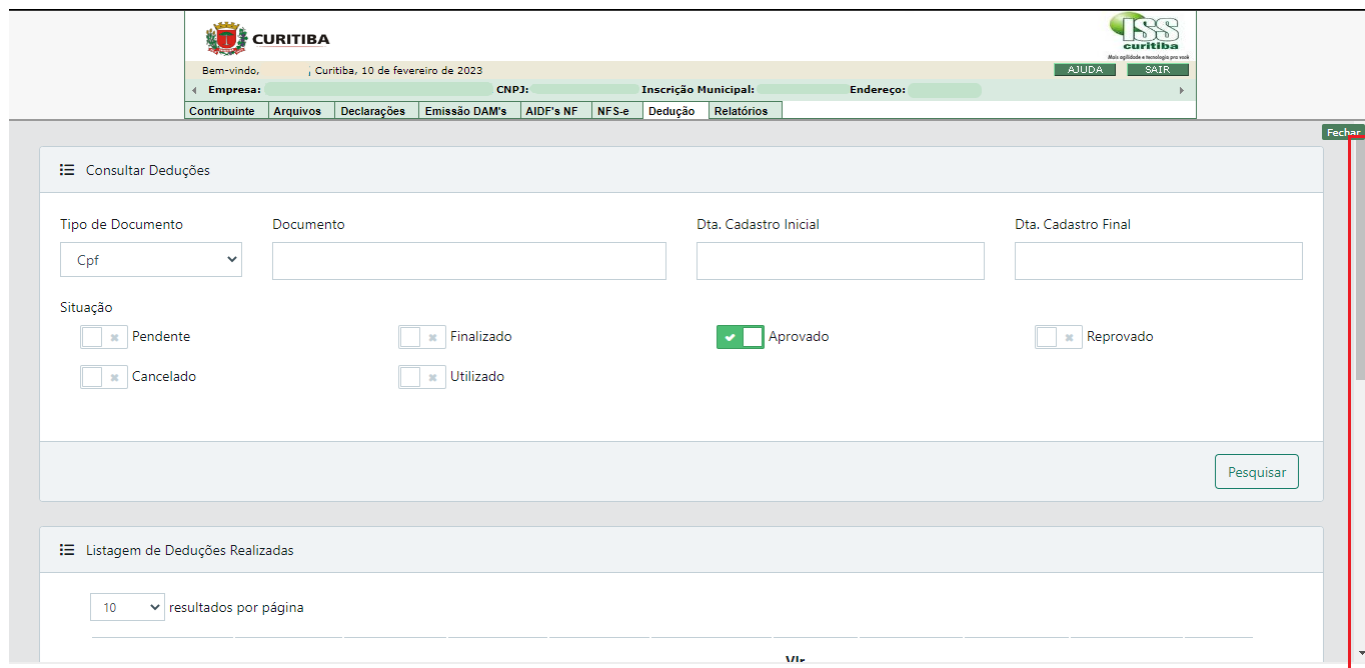 CURITIBA
ISS
curitiba
Mais agilidade e tecnologia pra você
Bem-vindo, ; Curitiba, 10 de fevereiro de 2023
AJUDA SAIR
Empresa: CNPJ: Inscrição Municipal: Endereço:
Contribuinte Arquivos Declarações Emissão DAM's AIDF's NF NFS-e Dedução Relatórios
Fechar
Consultar Deduções
Tipo de Documento Documento Dta. Cadastro Inicial Dta. Cadastro Final
Cpf
Situação
Pendente Finalizado Aprovado Reprovado
Cancelado Utilizado
Pesquisar
Listagem de Deduções Realizadas
10 resultados por página
Vlr